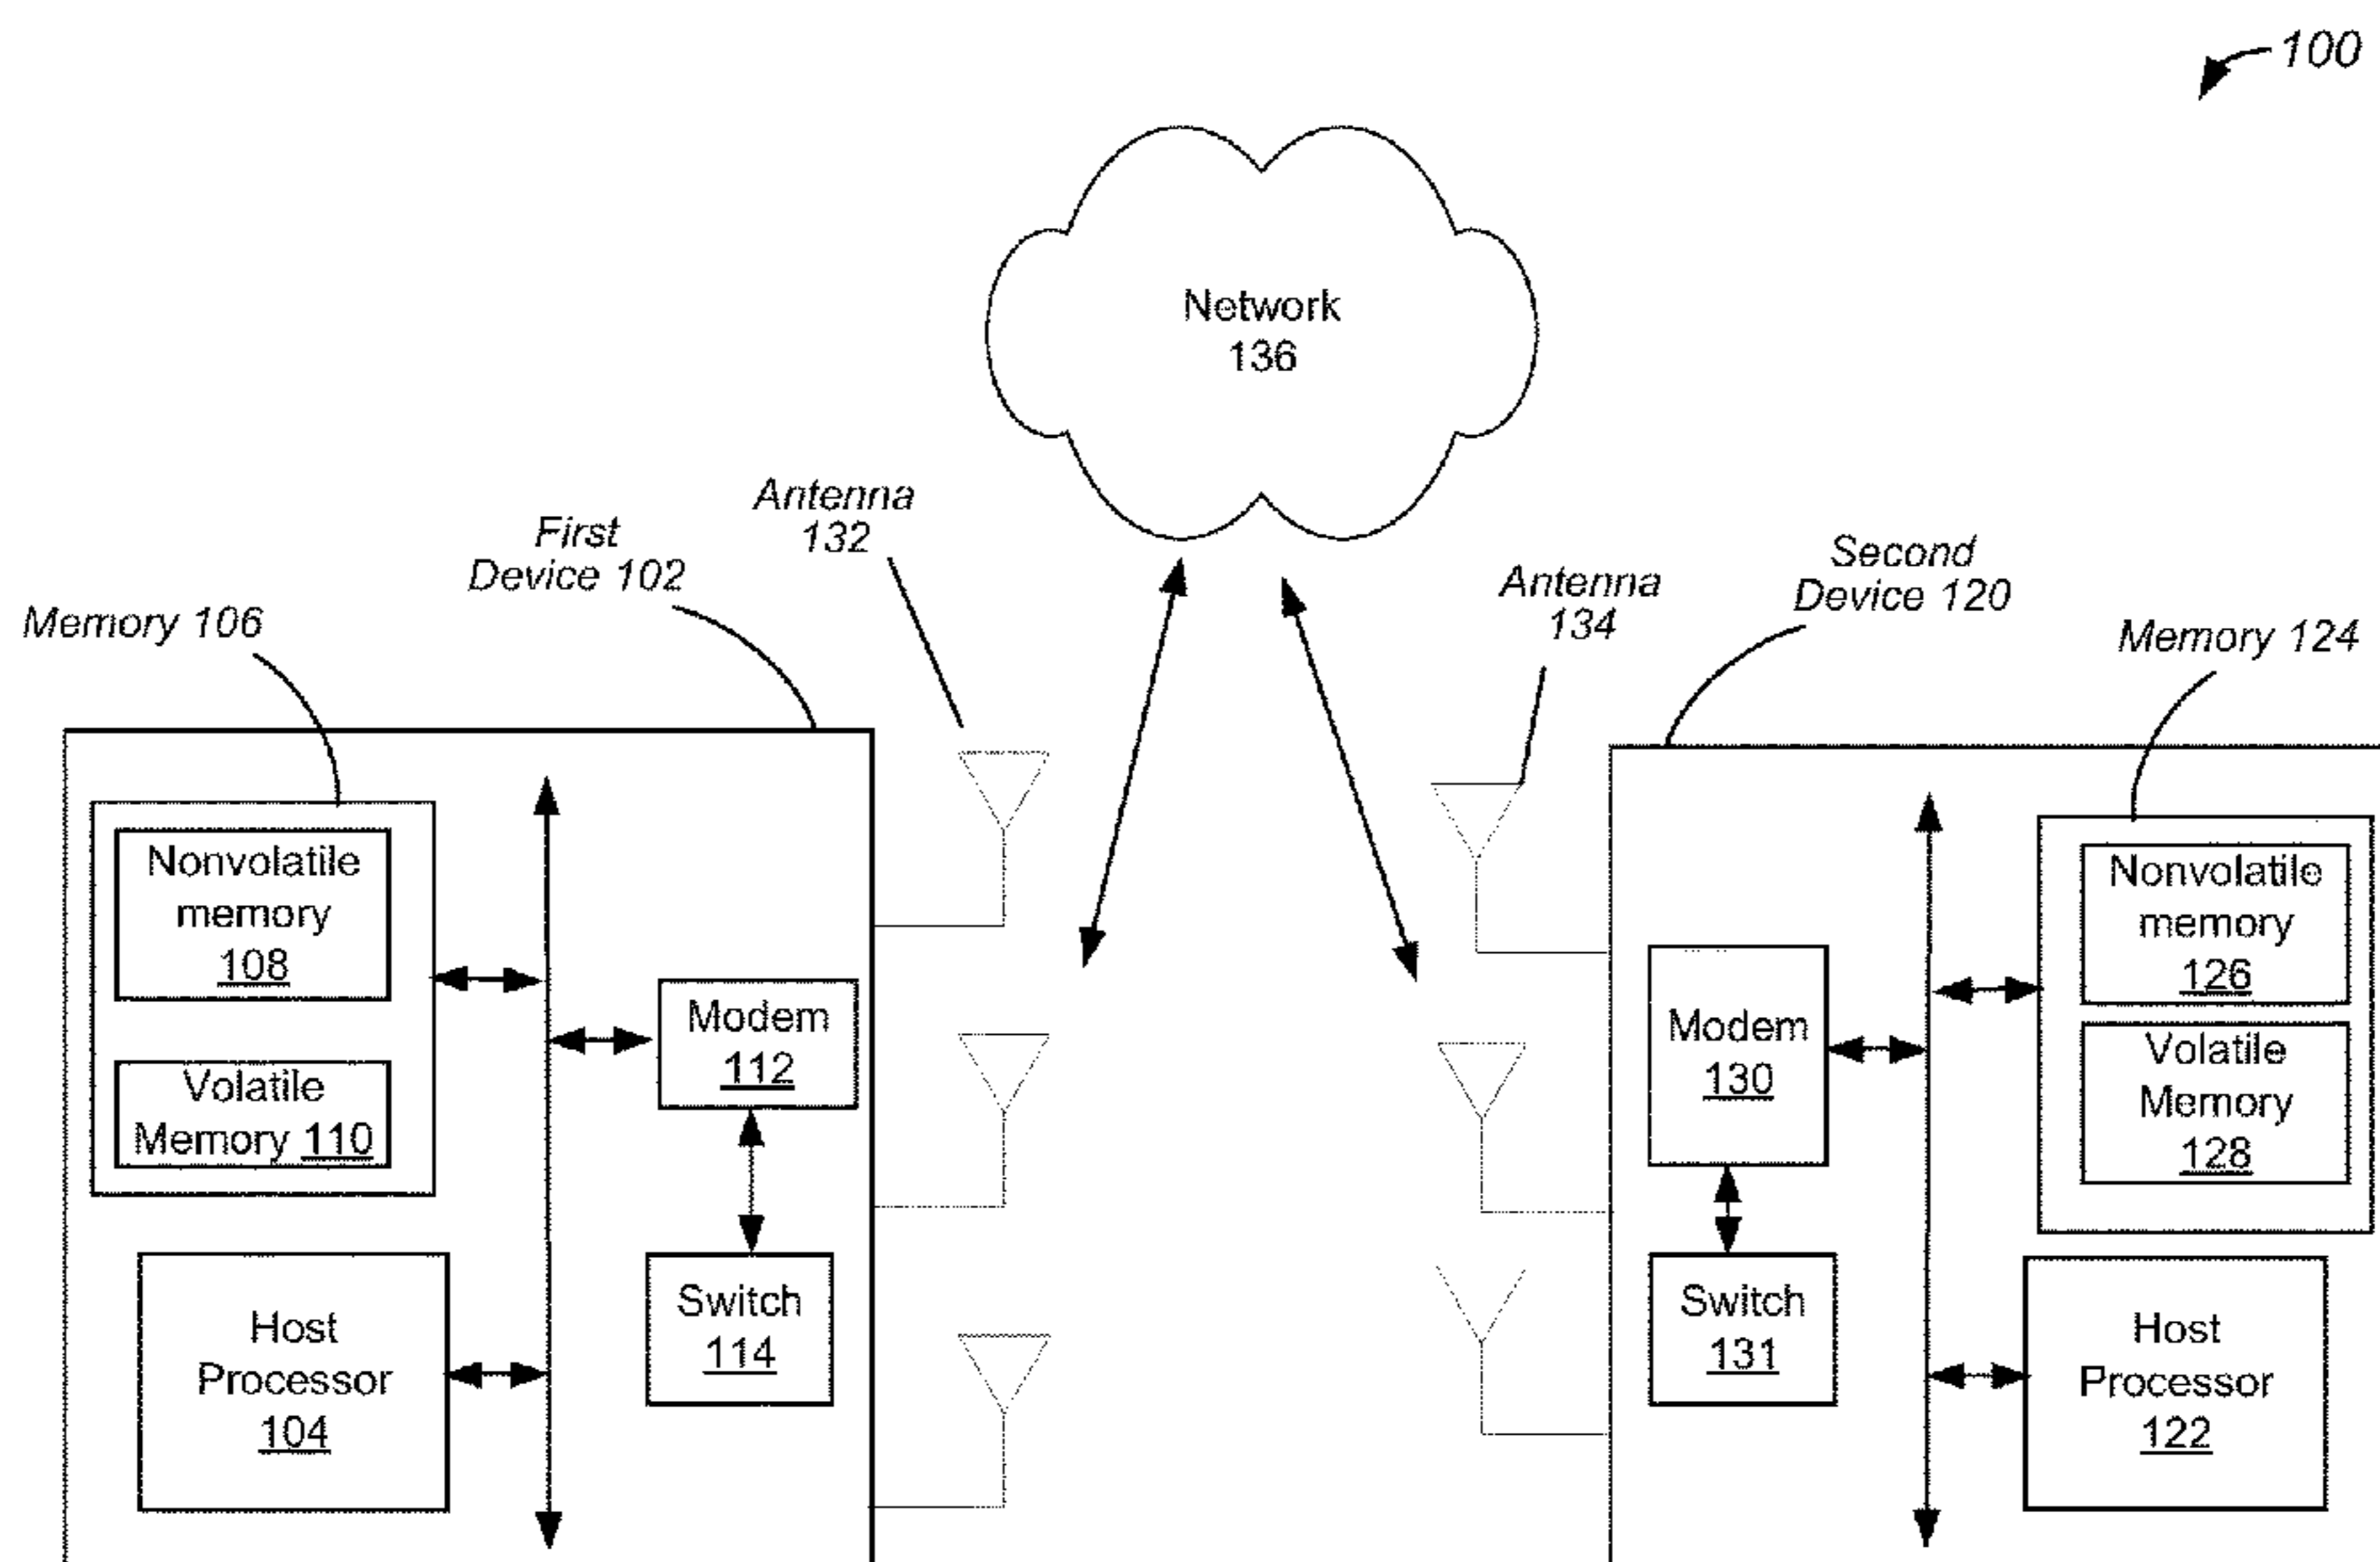 100
Network
136
Antenna
132
First
Device 102
Memory 106
Antenna
134
Second
Device 120
Memory 124
Nonvolatile
memory
108
Volatile
Memory 110
Modem
112
Host
Processor
104
Switch
114
Modem
130
Switch
131
Nonvolatile
memory
126
Volatile
Memory
128
Host
Processor
122